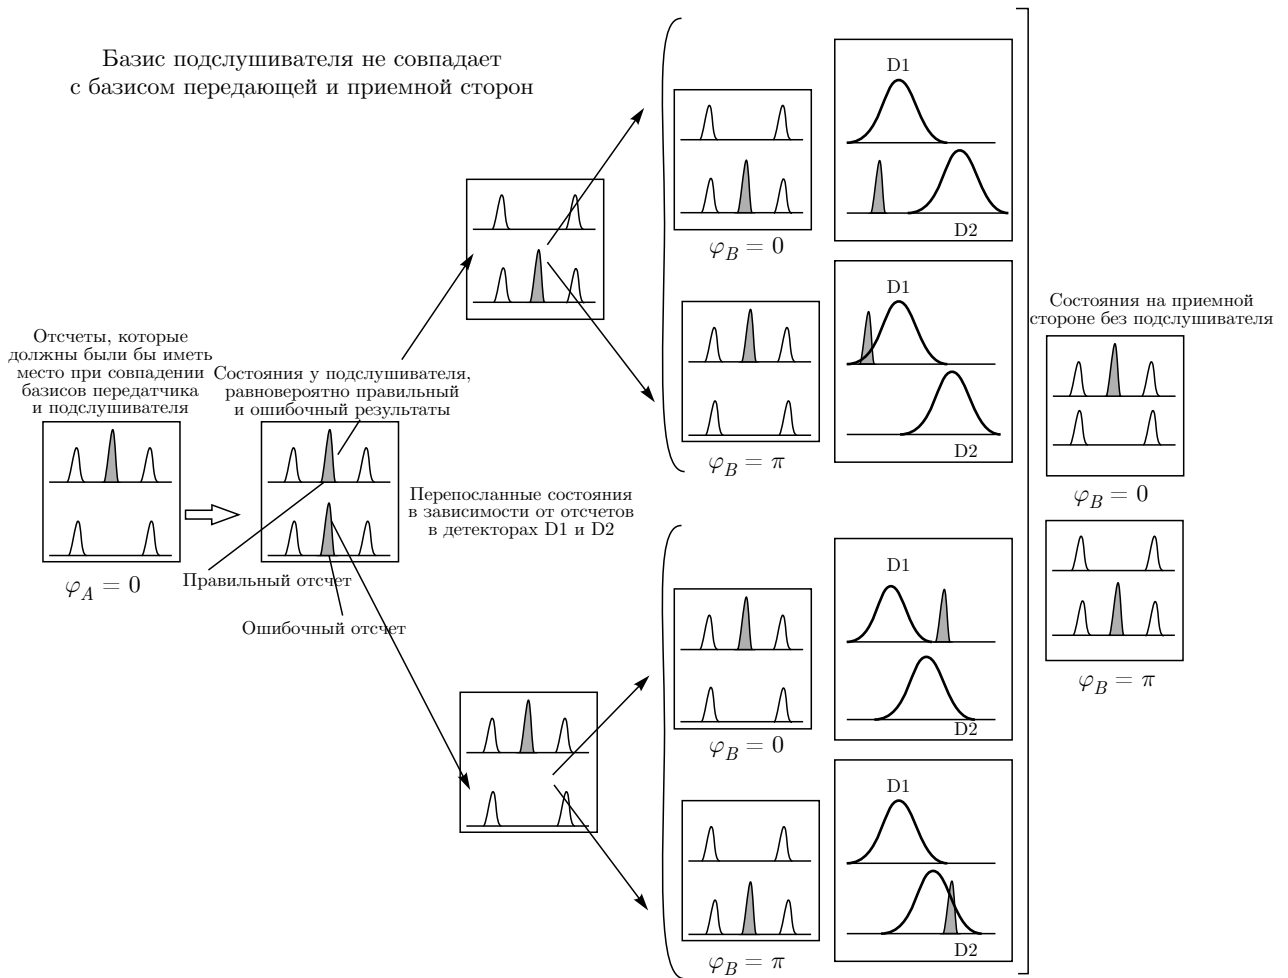 Базис подслушивателя не совпадает
с базисом передающей и приемной сторон
D1
D2
φB = 0
D1
D2
φB = π
Состояния на приемной
стороне без подслушивателя
φB = 0
φB = π
Отсчеты, которые
должны были бы иметь
место при совпадении
базисов передатчика
и подслушивателя
φA = 0
Состояния у подслушивателя,
равновероятно правильный
и ошибочный результаты
Перепосланные состояния
в зависимости от отсчетов
в детекторах D1 и D2
Правильный отсчет
Ошибочный отсчет
D1
D2
φB = 0
D1
D2
φB = π